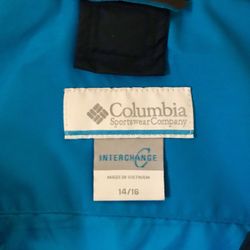 Columbia
Sportswear Company
INTERCHANGE
MADE IN VIETNAM
14/16